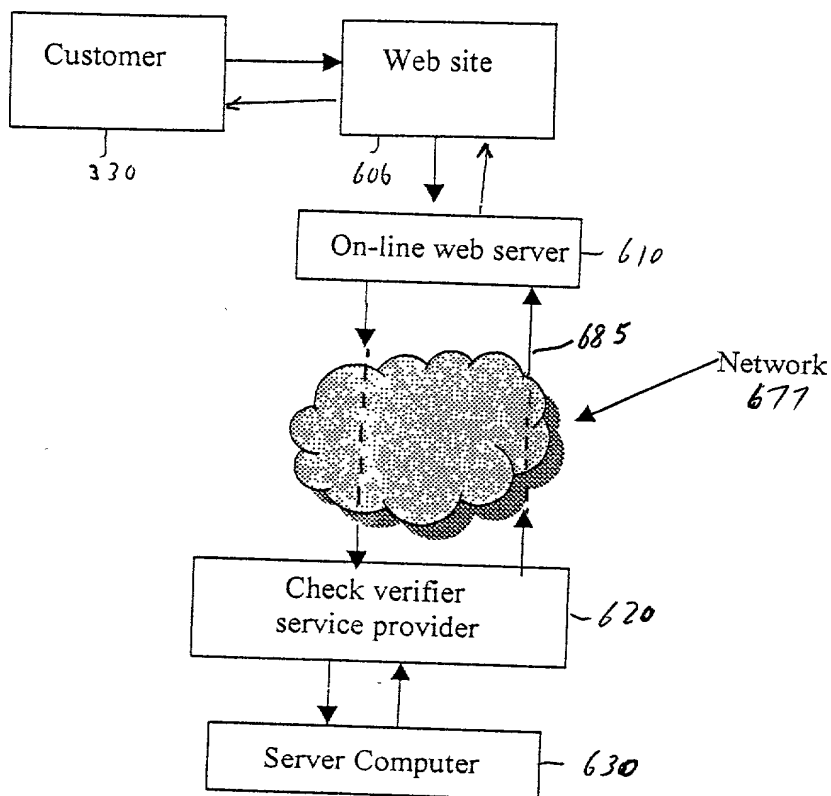 Customer
Web site
330
606
On-line web server
610
685
Network
677
Check verifier
service provider
620
Server Computer
630